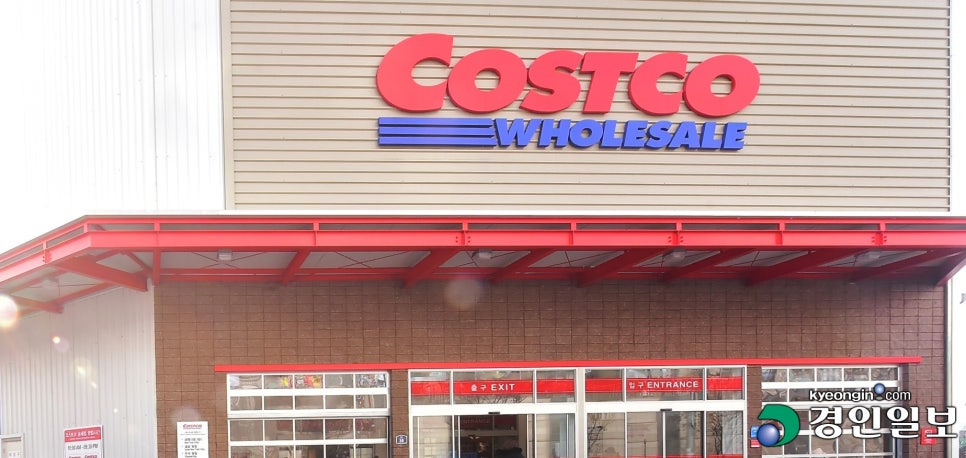 COSTCO
WHOLESALE
출구 EXIT
입구 ENTRANCE
kyeongin.com
경인일보